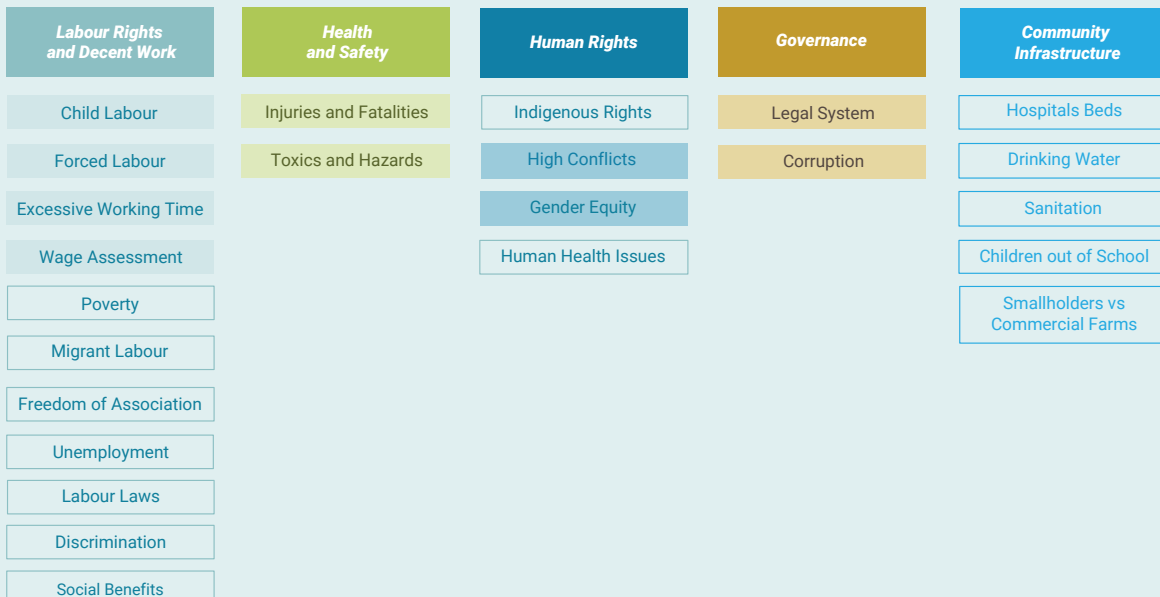 Labour Rights
and Decent Work
Child Labour
Forced Labour
Excessive Working Time
Wage Assessment
Poverty
Migrant Labour
Freedom of Association
Unemployment
Labour Laws
Discrimination
Social Benefits
Health
and Safety
Injuries and Fatalities
Toxics and Hazards
Human Rights
Indigenous Rights
High Conflicts
Gender Equity
Human Health Issues
Governance
Legal System
Corruption
Community
Infrastructure
Hospitals Beds
Drinking Water
Sanitation
Children out of School
Smallholders vs
Commercial Farms